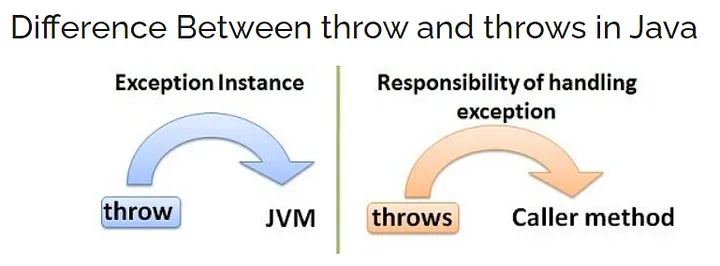 Difference Between throw and throws in Java
Exception Instance
throw
JVM
Responsibility of handling
exception
throws
Caller method